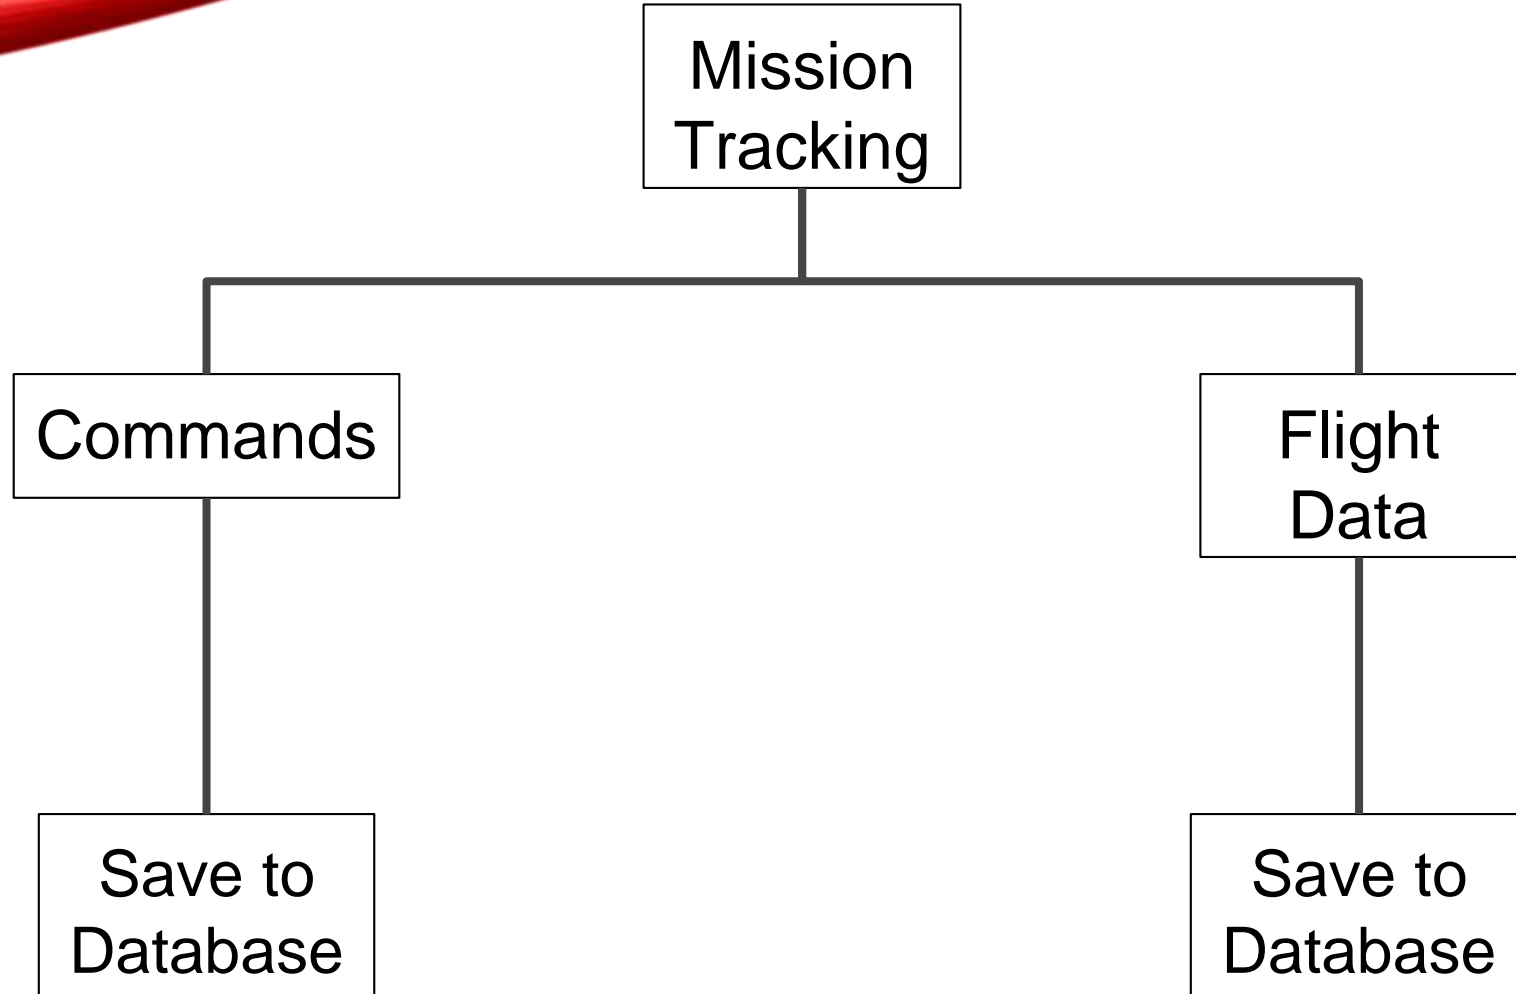 Mission
Tracking
Commands
Flight
Data
Save to
Database
Save to
Database